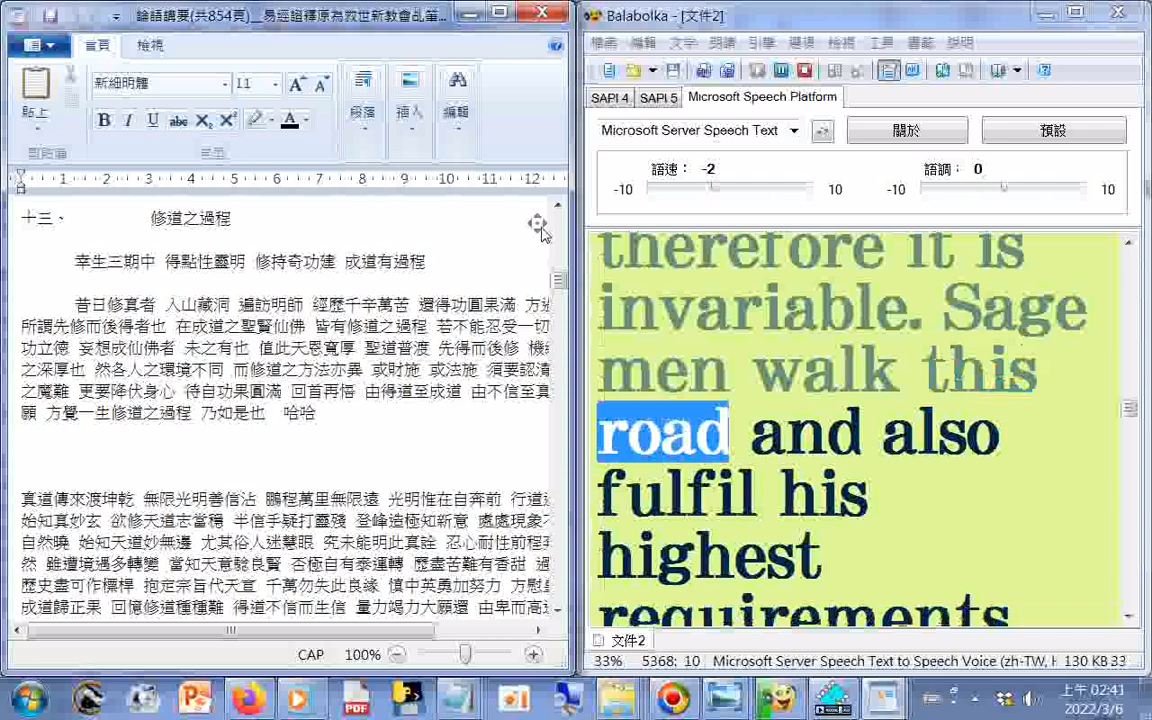 論語講要(共854頁)__易經證釋原為救世新教會乩筆...
首頁
檢視
貼上
新細明體
11
B I U abc X₂ X²
段落
插入
編輯
1 2 3 4 5 6 7 8 9 10 11 12
十三、 修道之過程
幸生三期中 得點性靈明 修持奇功建 成道有過程
昔日修真者 入山藏洞 遍訪明師 經歷千辛萬苦 還得功圓果滿 方
所謂先修而後得者也 在成道之聖賢仙佛 皆有修道之過程 若不能忍受一切
功立德 妄想成仙佛者 未之有也 值此天恩寬厚 聖道普渡 先得而後修 機
之深厚也 然各人之環境不同 而修道之方法亦異 或財施 或法施 須要認清
之魔難 更要降伏身心 待自功果圓滿 回首再悟 由得道至成道 由不信至真
願 方覺一生修道之過程 乃如是也 哈哈
真道傳來渡坤乾 無限光明善信沾 鵬程萬里無限遠 光明惟在自奔前 行道
始知真妙玄 欲修天道志當穩 半信半疑打靈殘 登峰造極知新意 處處現象
自然曉 始知天道妙無邊 尤其俗人迷慧眼 究未能明此真詮 忍心耐性前程
然 雖遭境遇多轉變 當知天意驗良賢 否極自有泰運轉 歷盡苦難有香甜
歷史盡可作標桿 抱定宗旨代天宣 千萬勿失此良緣 慎中英勇加努力 方慰
成道歸正果 回憶修道種種難 得道不信而生信 量力竭力大願還 由卑而高
CAP 100%
Balabolka - [文件2]
檔案 編輯 文字 朗讀 引擎 選項 檢視 工具 書籤 說明
SAPI 4 SAPI 5 Microsoft Speech Platform
Microsoft Server Speech Text
關於
預設
語速： -2
語調： 0
-10 10 -10 10
therefore it is
invariable. Sage
men walk this
road and also
fulfil his
highest
requirements
文件2
33% 5368: 10 Microsoft Server Speech Text to Speech Voice (zh-TW, H 130 KB 33
上午 02:41
2022/3/6